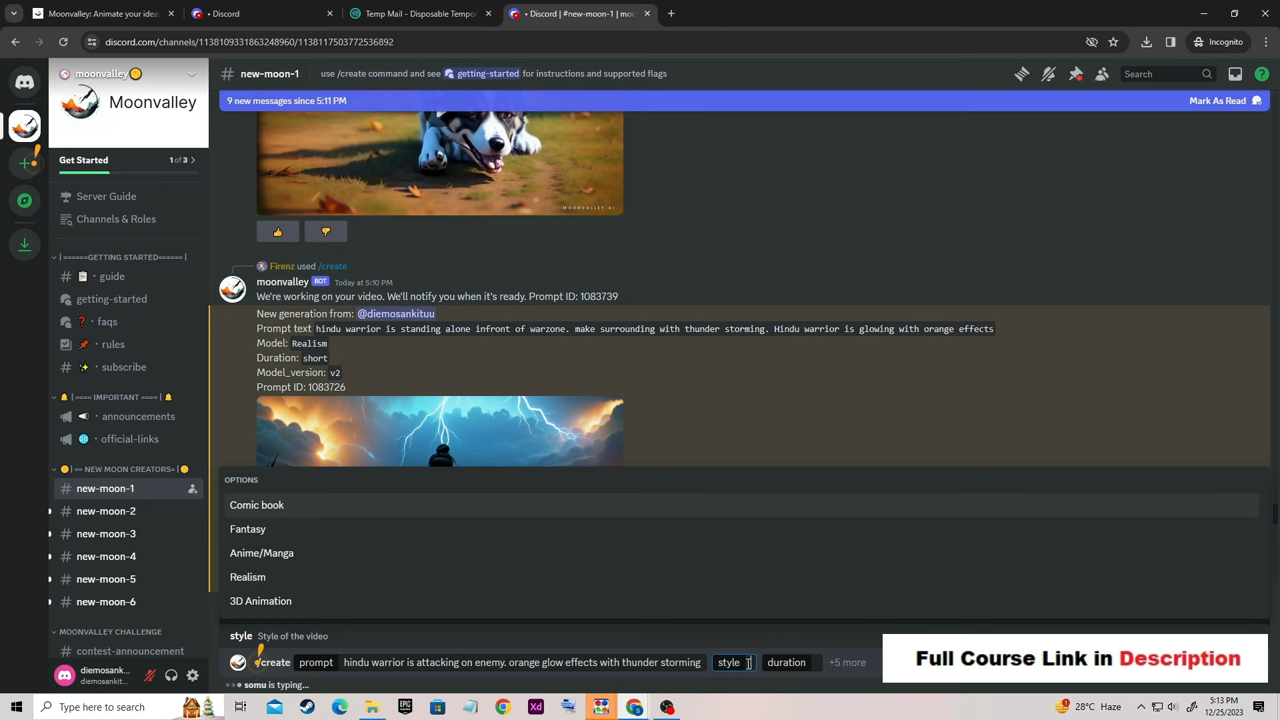 Moonvalley: Animate your idea
Discord
Temp Mail - Disposable Tempo
Discord | #new-moon-1 | moo
discord.com/channels/1138109331863248960/1138117503772536892
Incognito
moonvalley
# new-moon-1
use /create command and see getting-started for instructions and supported flags
Search
9 new messages since 5:11 PM
Mark As Read
Moonvalley
Get Started
1 of 3
Server Guide
Channels & Roles
|======GETTING STARTED======|
guide
getting-started
faqs
rules
subscribe
| ==== IMPORTANT ==== |
announcements
official-links
| == NEW MOON CREATORS= |
new-moon-1
new-moon-2
new-moon-3
new-moon-4
new-moon-5
new-moon-6
MOONVALLEY CHALLENGE
contest-announcement
diemosank...
diemosankit...
MOONVALLEY.AI
Firenz used /create
moonvalley BOT Today at 5:10 PM
We're working on your video. We'll notify you when it's ready. Prompt ID: 1083739
New generation from: @diemosankituu
Prompt text hindu warrior is standing alone infront of warzone. make surrounding with thunder storming. Hindu warrior is glowing with orange effects
Model: Realism
Duration: short
Model_version: v2
Prompt ID: 1083726
OPTIONS
Comic book
Fantasy
Anime/Manga
Realism
3D Animation
style Style of the video
/create prompt hindu warrior is attacking on enemy. orange glow effects with thunder storming style duration +5 more
somu is typing...
Full Course Link in Description
Type here to search
EPIC GAMES
Xd
28°C Haze
5:13 PM
12/25/2023